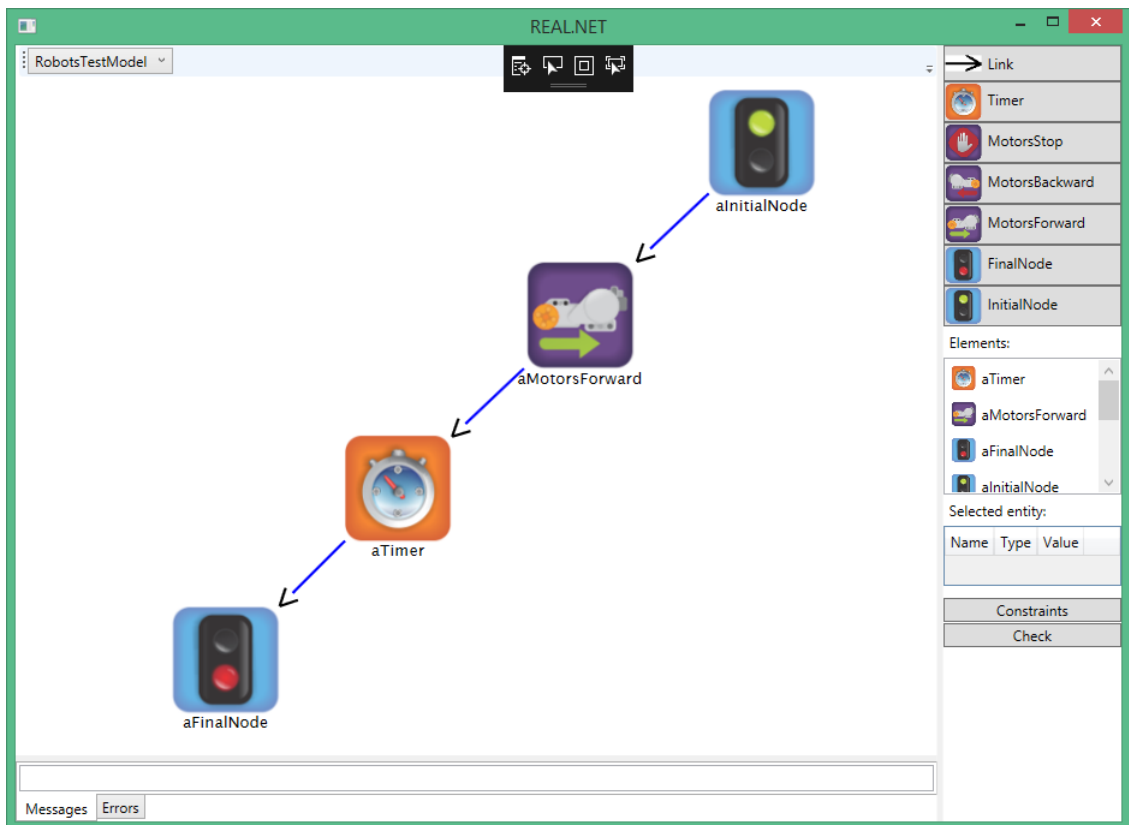 REAL.NET
RobotsTestModel
aInitialNode
aMotorsForward
aTimer
aFinalNode
Link
Timer
MotorsStop
MotorsBackward
MotorsForward
FinalNode
InitialNode
Elements:
aTimer
aMotorsForward
aFinalNode
aInitialNode
Selected entity:
Name Type Value
Constraints
Check
Messages Errors